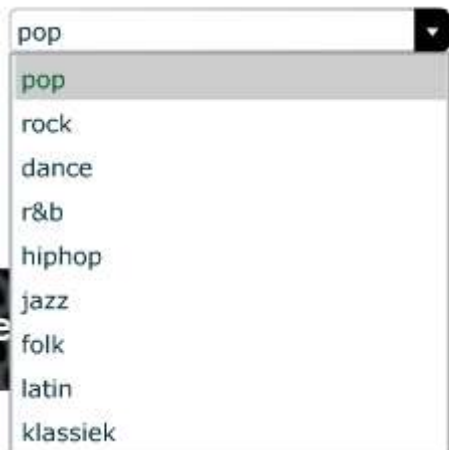 pop
pop
rock
dance
r&b
hiphop
jazz
e
folk
latin
klassiek